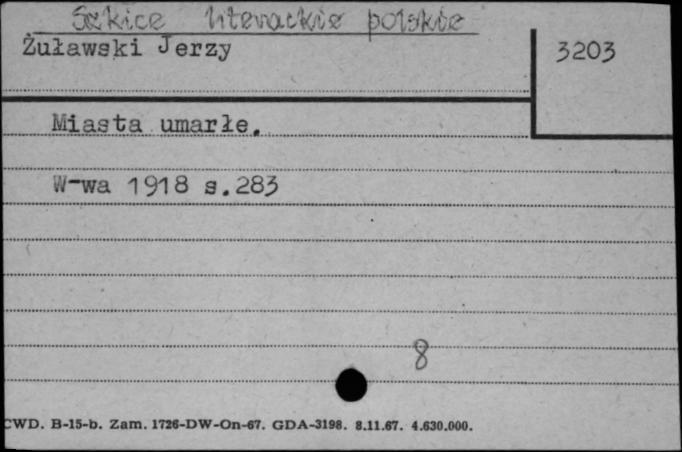 Szkice literackie polskie
Żuławski Jerzy
3203
Miasta umarłe.
W-wa 1918 s.283
8
CWD. B-15-b. Zam. 1726-DW-On-67. GDA-3198. 8.11.67. 4.630.000.